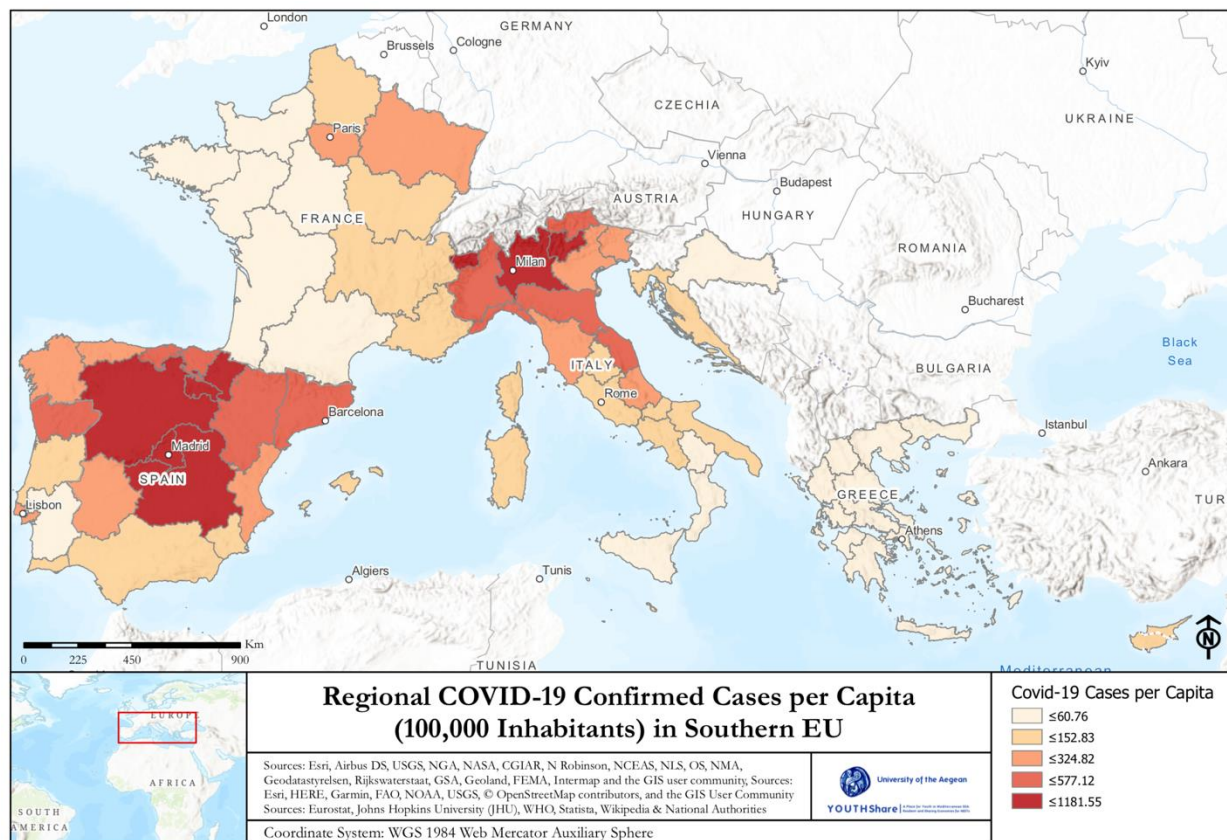 London
GERMANY
Brussels
Cologne
Kyiv
CZECHIA
UKRAINE
Paris
Vienna
Budapest
AUSTRIA
FRANCE
HUNGARY
ROMANIA
Milan
Bucharest
Black
Sea
BULGARIA
ITALY
Rome
Barcelona
Istanbul
Madrid
Ankara
SPAIN
GREECE
TUR
Lisbon
Athens
Algiers
Tunis
Km
0 225 450 900
TUNISIA
N
Mediterranean
EUROPE
AFRICA
SOUTH
AMERICA
Regional COVID-19 Confirmed Cases per Capita
(100,000 Inhabitants) in Southern EU
Sources: Esri, Airbus DS, USGS, NGA, NASA, CGIAR, N Robinson, NCEAS, NLS, OS, NMA,
Geodatastyrelsen, Rijkswaterstaat, GSA, Geoland, FEMA, Intermap and the GIS user community, Sources:
Esri, HERE, Garmin, FAO, NOAA, USGS, © OpenStreetMap contributors, and the GIS User Community
Sources: Eurostat, Johns Hopkins University (JHU), WHO, Statista, Wikipedia & National Authorities
Coordinate System: WGS 1984 Web Mercator Auxiliary Sphere
University of the Aegean
YOUTHShare
Covid-19 Cases per Capita
≤60.76
≤152.83
≤324.82
≤577.12
≤1181.55